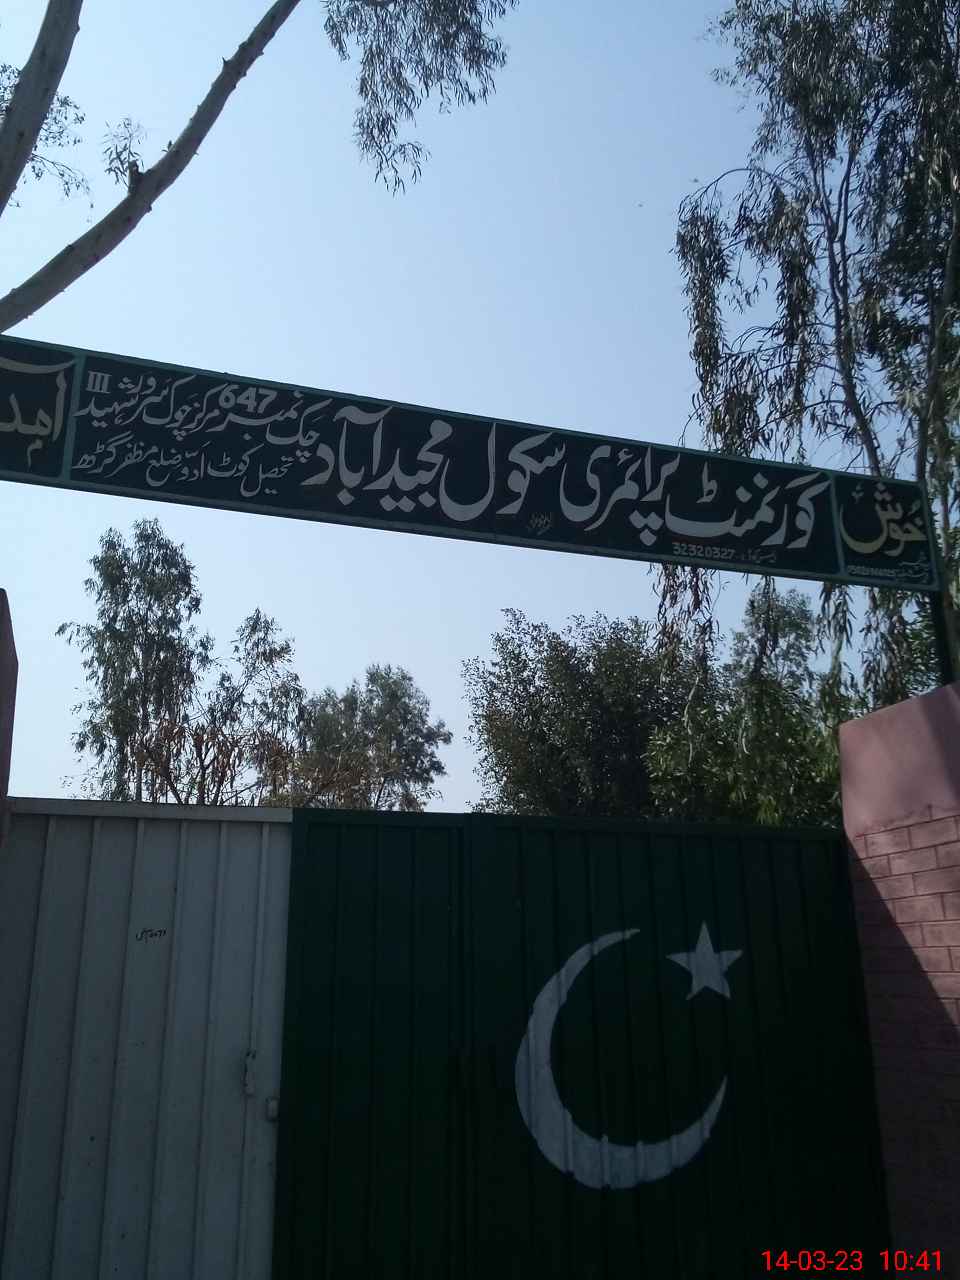 خوش
گورنمنٹ پرائمری سکول مجید آباد
چک نمبر 647 مرکز چوک سرور شہید III
تحصیل کوٹ ادو ضلع مظفر گڑھ
32320327
آمد
14-03-23 10:41